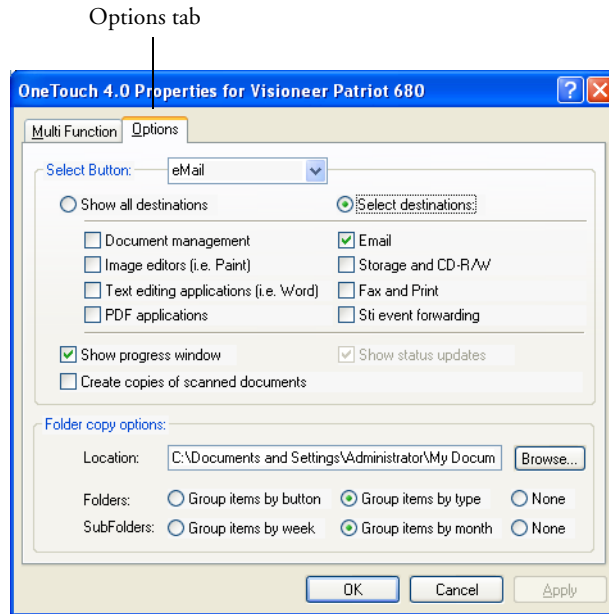 Options tab
OneTouch 4.0 Properties for Visioneer Patriot 680
Multi Function Options
Select Button: eMail
Show all destinations Select destinations:
Document management Email
Image editors (i.e. Paint) Storage and CD-R/W
Text editing applications (i.e. Word) Fax and Print
PDF applications Sti event forwarding
Show progress window Show status updates
Create copies of scanned documents
Folder copy options:
Location: C:\Documents and Settings\Administrator\My Docum Browse...
Folders: Group items by button Group items by type None
SubFolders: Group items by week Group items by month None
OK Cancel Apply